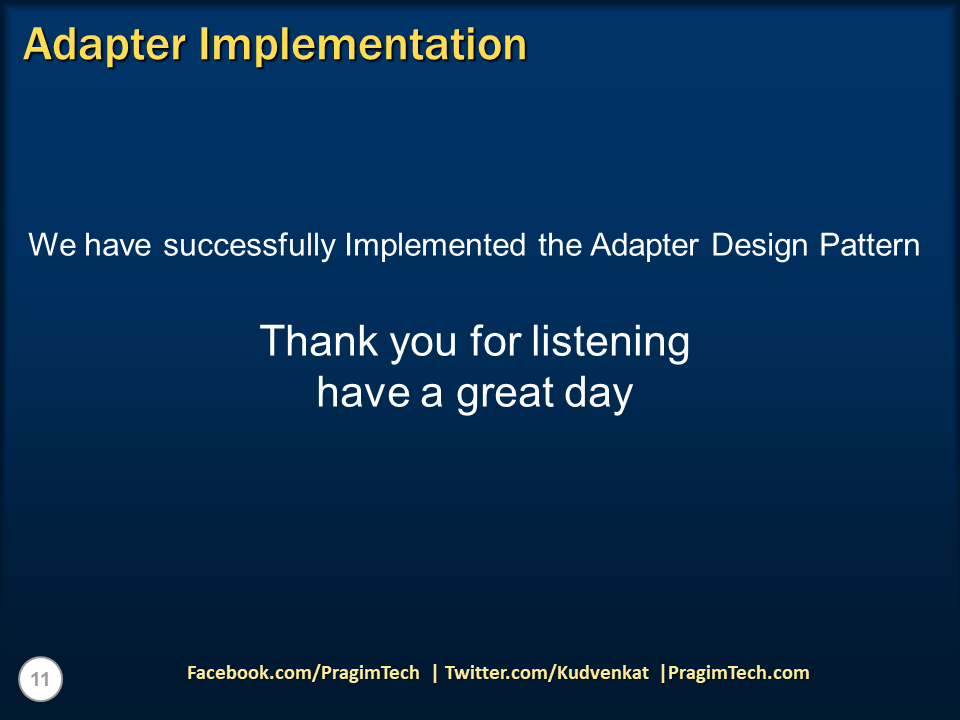 Adapter Implementation
We have successfully Implemented the Adapter Design Pattern
Thank you for listening
have a great day
11
Facebook.com/PragimTech | Twitter.com/Kudvenkat |PragimTech.com